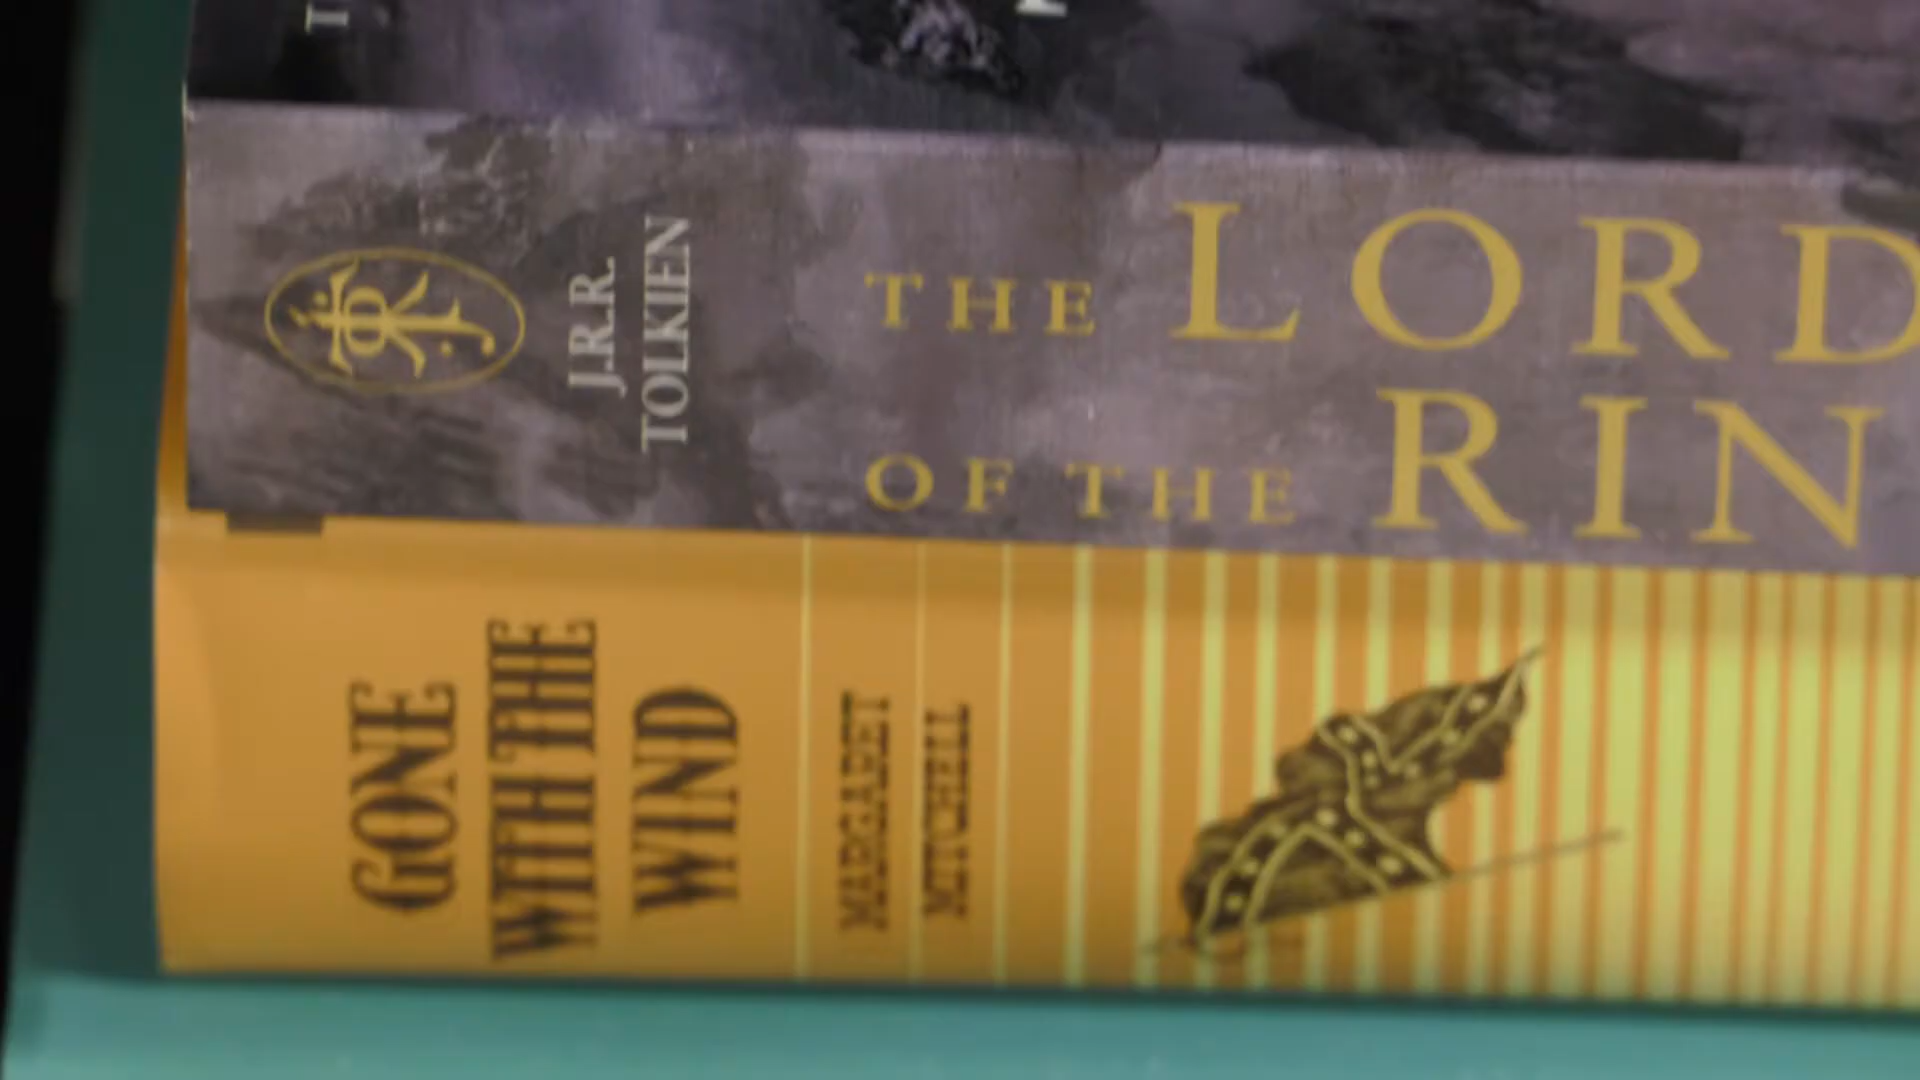 J.R.R.
TOLKIEN
THE LORD
OF THE RIN
GONE
WITH THE
WIND
MARGARET
MITCHELL